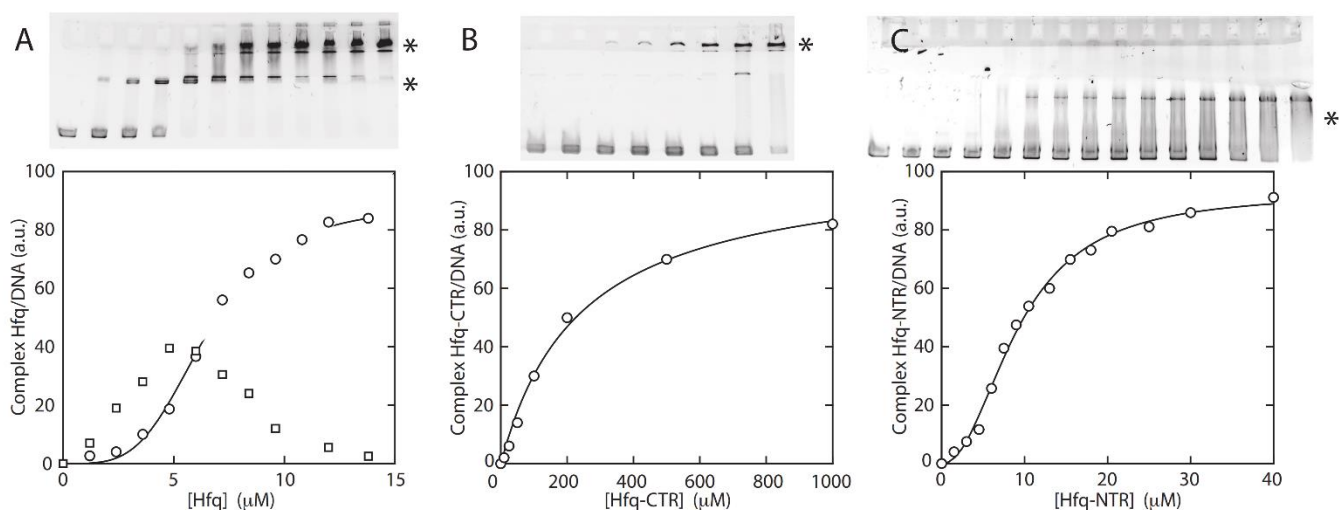 A
*
*
B
*
C
*
Complex Hfq/DNA (a.u.)
100
80
60
40
20
0
0 5 10 15
[Hfq] (μM)
Complex Hfq-CTR/DNA (a.u.)
100
80
60
40
20
0
0 200 400 600 800 1000
[Hfq-CTR] (μM)
Complex Hfq-NTR/DNA (a.u.)
100
80
60
40
20
0
0 10 20 30 40
[Hfq-NTR] (μM)